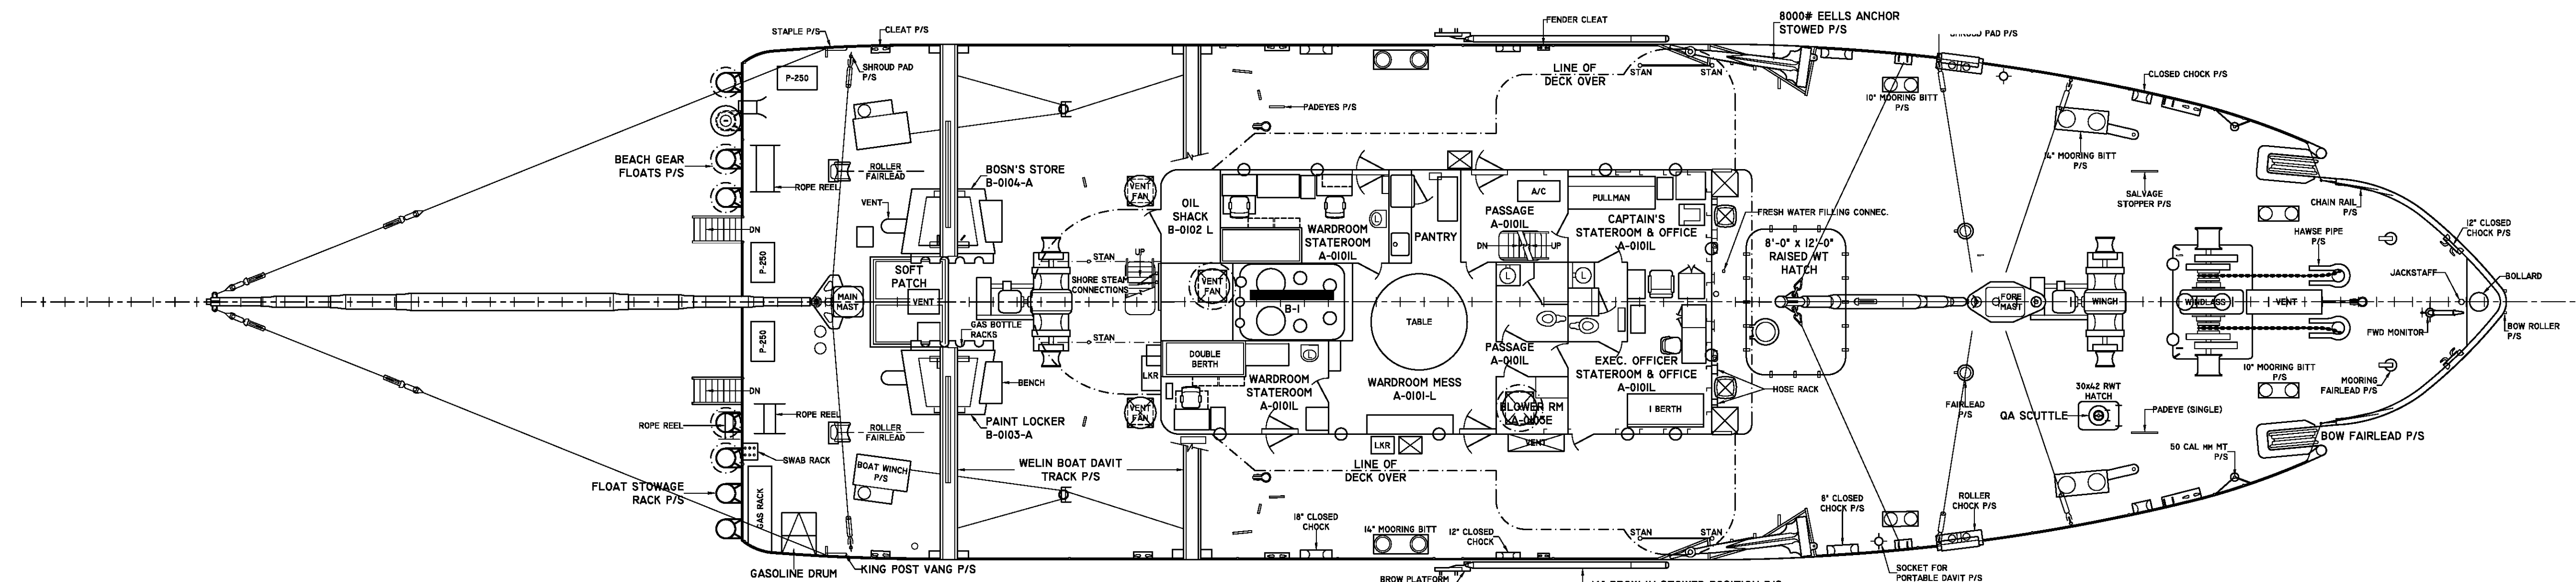 STAPLE P/S
CLEAT P/S
FENDER CLEAT
8000# EELLS ANCHOR
STOWED P/S
SHROUD PAD P/S
P-250
SHROUD PAD
P/S
LINE OF
DECK OVER
STAN
STAN
CLOSED CHOCK P/S
10" MOORING BITT
P/S
PADEYES P/S
BEACH GEAR
FLOATS P/S
ROPE REEL
ROLLER
FAIRLEAD
BOSN'S STORE
B-0104-A
14" MOORING BITT
P/S
SALVAGE
STOPPER P/S
CHAIN RAIL
P/S
12" CLOSED
CHOCK P/S
VENT
VENT
FAN
OIL
SHACK
B-0102 L
WARDROOM
STATEROOM
A-0101L
L
PANTRY
A/C
PASSAGE
A-0101L
DN
UP
PULLMAN
CAPTAIN'S
STATEROOM & OFFICE
A-0101L
FRESH WATER FILLING CONNEC.
8'-0" x 12'-0"
RAISED WT
HATCH
HAWSE PIPE
P/S
DN
P-250
SOFT
PATCH
VENT
STAN
UP
SHORE STEAM
CONNECTIONS
VENT
FAN
B-1
TABLE
L
L
MAIN
MAST
FORE
MAST
WINCH
WINDLASS
VENT
JACKSTAFF
BOLLARD
FWD MONITOR
BOW ROLLER
P/S
P-250
GAS BOTTLE
RACKS
STAN
DOUBLE
BERTH
L
LKR
WARDROOM
STATEROOM
A-0101L
WARDROOM MESS
A-0101-L
PASSAGE
A-0101L
EXEC. OFFICER
STATEROOM & OFFICE
A-0101L
1 BERTH
HOSE RACK
FAIRLEAD
P/S
30x42 RWT
HATCH
QA SCUTTLE
10" MOORING BITT
P/S
MOORING
FAIRLEAD P/S
PADEYE (SINGLE)
BOW FAIRLEAD P/S
50 CAL MM MT
P/S
DN
BENCH
ROPE REEL
ROPE REEL
ROLLER
FAIRLEAD
PAINT LOCKER
B-0103-A
VENT
FAN
BLOWER RM
VENT
LKR
SWAB RACK
BOAT WINCH
P/S
WELIN BOAT DAVIT
TRACK P/S
LINE OF
DECK OVER
FLOAT STOWAGE
RACK P/S
GAS RACK
18" CLOSED
CHOCK
14" MOORING BITT
12" CLOSED
CHOCK
STAN
STAN
8" CLOSED
CHOCK P/S
ROLLER
CHOCK P/S
GASOLINE DRUM
KING POST VANG P/S
BROW PLATFORM
SOCKET FOR
PORTABLE DAVIT P/S